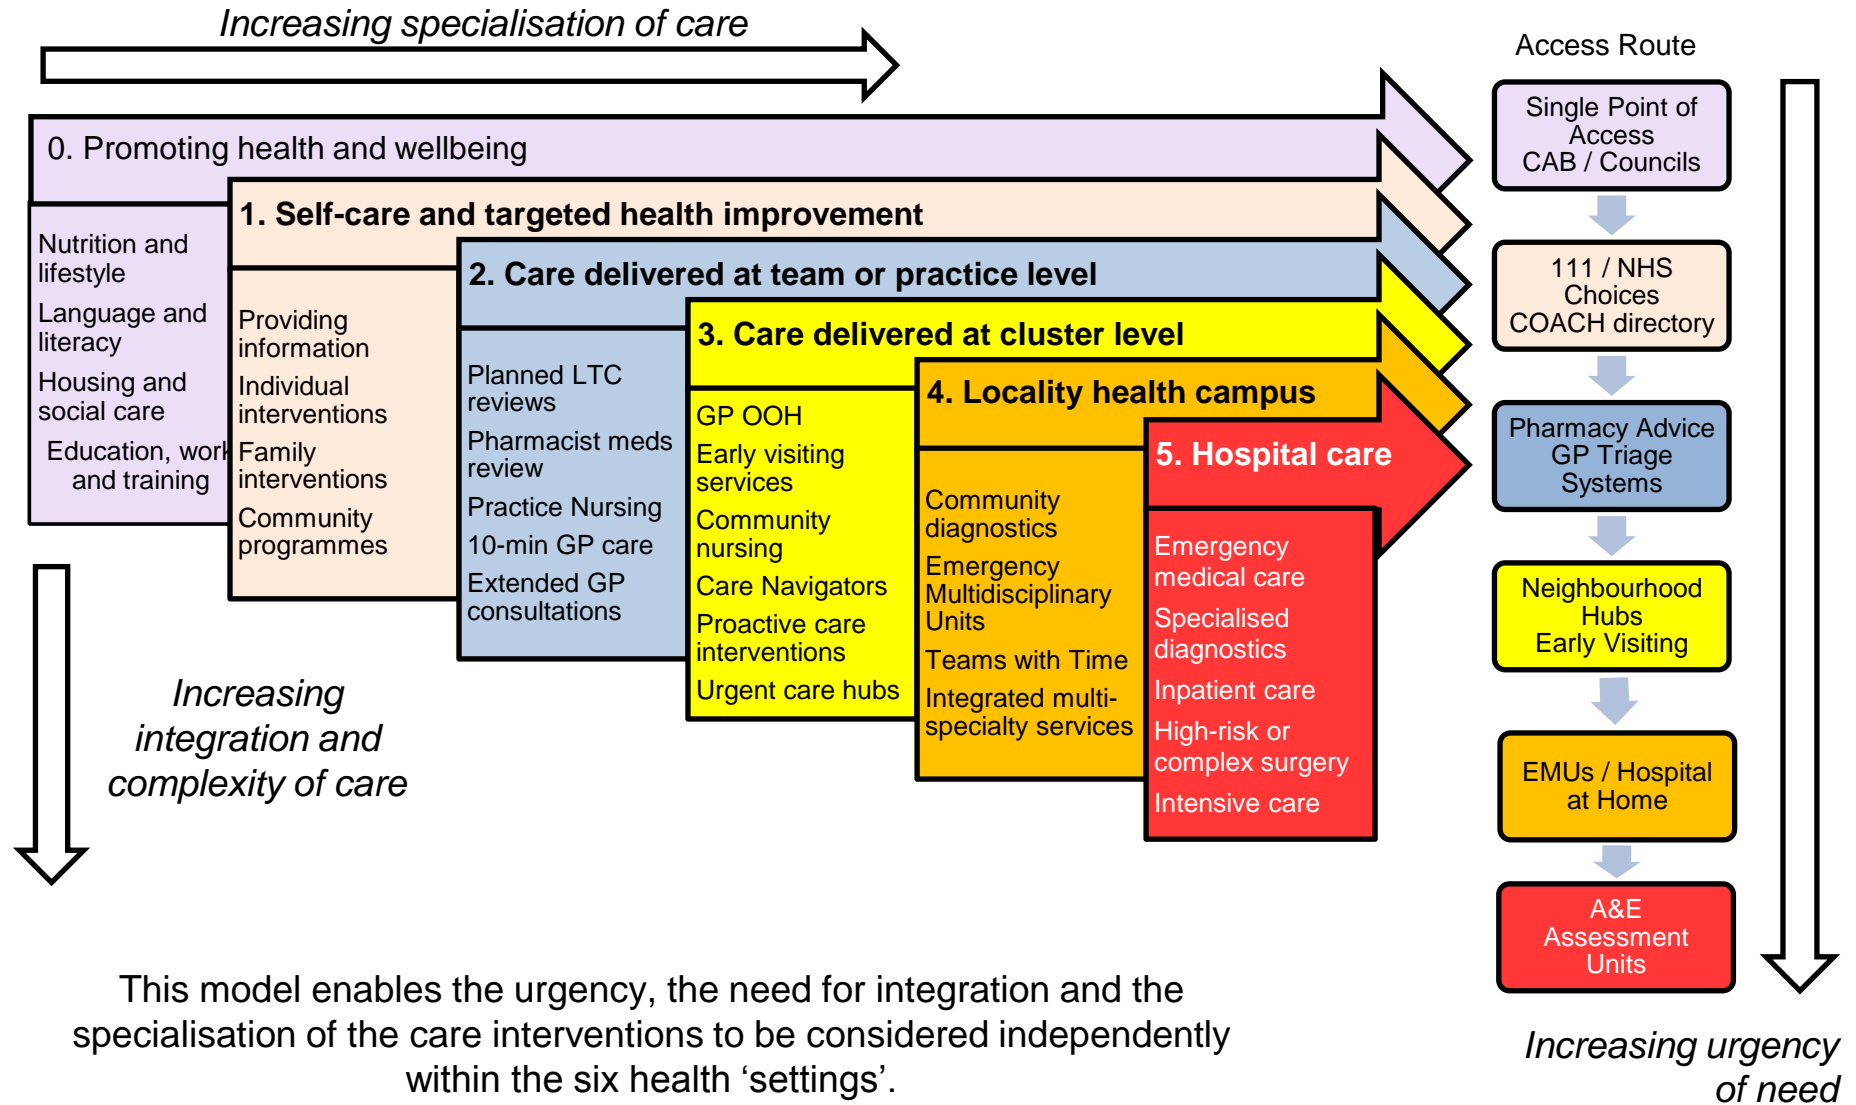 Increasing specialisation of care
0. Promoting health and wellbeing
Nutrition and
lifestyle
Language and
literacy
Housing and
social care
Education, work
and training
1. Self-care and targeted health improvement
Providing
information
Individual
interventions
Family
interventions
Community
programmes
2. Care delivered at team or practice level
Planned LTC
reviews
Pharmacist meds
review
Practice Nursing
10-min GP care
Extended GP
consultations
3. Care delivered at cluster level
GP OOH
Early visiting
services
Community
nursing
Care Navigators
Proactive care
interventions
Urgent care hubs
4. Locality health campus
Community
diagnostics
Emergency
Multidisciplinary
Units
Teams with Time
Integrated multi-
specialty services
5. Hospital care
Emergency
medical care
Specialised
diagnostics
Inpatient care
High-risk or
complex surgery
Intensive care
Increasing
integration and
complexity of care
Access Route
Single Point of
Access
CAB / Councils
111 / NHS
Choices
COACH directory
Pharmacy Advice
GP Triage
Systems
Neighbourhood
Hubs
Early Visiting
EMUs / Hospital
at Home
A&E
Assessment
Units
Increasing urgency
of need
This model enables the urgency, the need for integration and the
specialisation of the care interventions to be considered independently
within the six health ‘settings’.